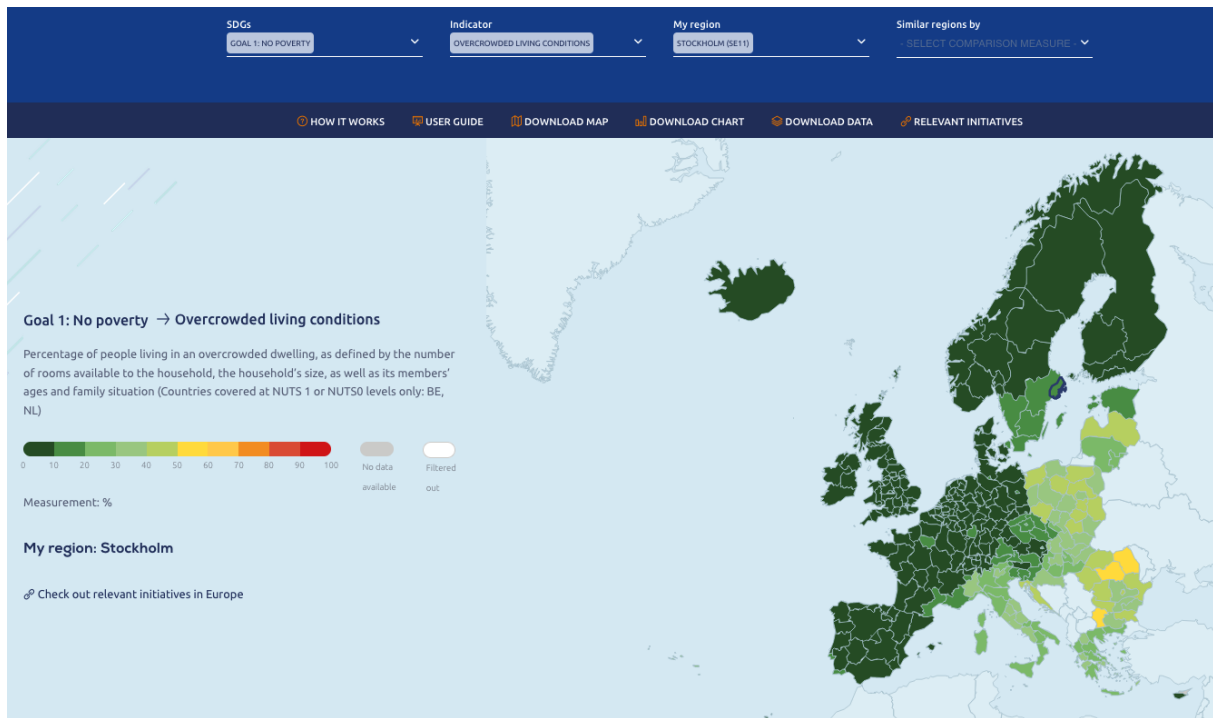 SDGs
GOAL 1: NO POVERTY
Indicator
OVERCROWDED LIVING CONDITIONS
My region
STOCKHOLM (SE11)
Similar regions by
- SELECT COMPARISON MEASURE -
HOW IT WORKS
USER GUIDE
DOWNLOAD MAP
DOWNLOAD CHART
DOWNLOAD DATA
RELEVANT INITIATIVES
Goal 1: No poverty → Overcrowded living conditions
Percentage of people living in an overcrowded dwelling, as defined by the number
of rooms available to the household, the household's size, as well as its members'
ages and family situation (Countries covered at NUTS 1 or NUTS0 levels only: BE,
NL)
0 10 20 30 40 50 60 70 80 90 100
No data
available
Filtered
out
Measurement: %
My region: Stockholm
Check out relevant initiatives in Europe